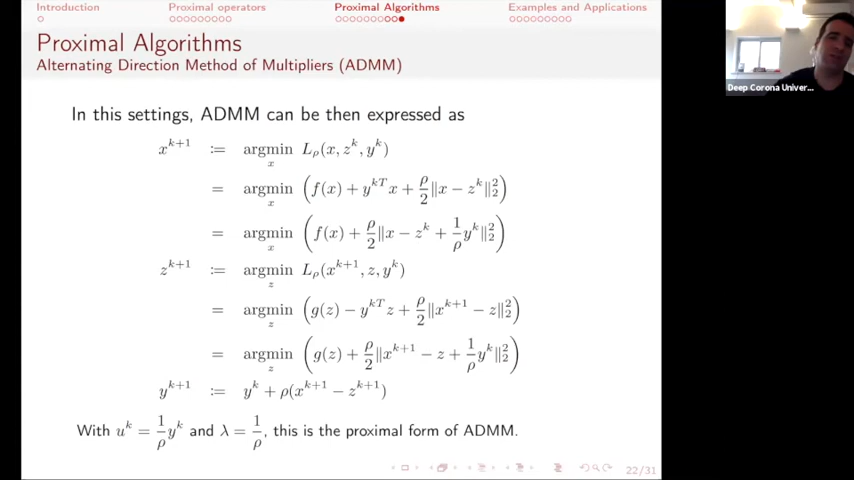 Introduction Proximal operators Proximal Algorithms Examples and Applications
Proximal Algorithms
Alternating Direction Method of Multipliers (ADMM)
Deep Corona Univer...
In this settings, ADMM can be then expressed as
x^{k+1} := argmin_x L_ρ(x, z^k, y^k)
= argmin_x (f(x) + y^{kT} x + ρ/2 ‖x − z^k‖_2^2)
= argmin_x (f(x) + ρ/2 ‖x − z^k + 1/ρ y^k‖_2^2)
z^{k+1} := argmin_z L_ρ(x^{k+1}, z, y^k)
= argmin_z (g(z) − y^{kT} z + ρ/2 ‖x^{k+1} − z‖_2^2)
= argmin_z (g(z) + ρ/2 ‖x^{k+1} − z + 1/ρ y^k‖_2^2)
y^{k+1} := y^k + ρ(x^{k+1} − z^{k+1})
With u^k = 1/ρ y^k and λ = 1/ρ, this is the proximal form of ADMM.
22/31